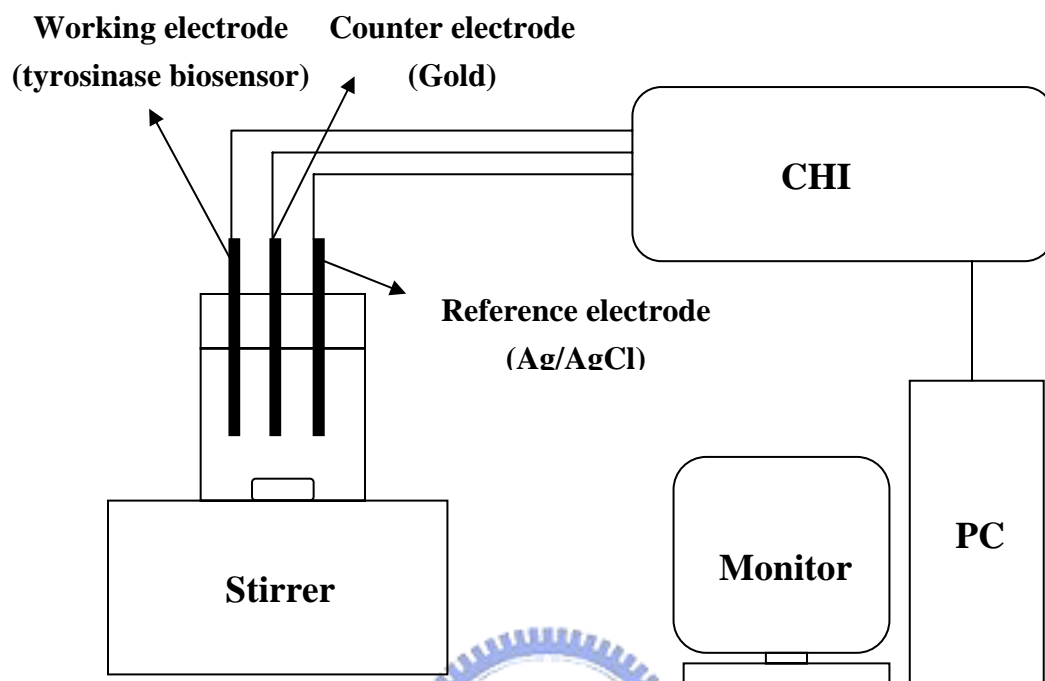 Working electrode
(tyrosinase biosensor)
Counter electrode
(Gold)
CHI
Reference electrode
(Ag/AgCl)
PC
Monitor
Stirrer